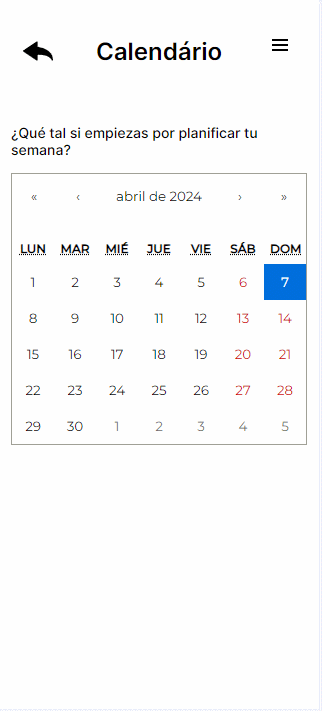 Calendário
¿Qué tal si empiezas por planificar tu
semana?
« ‹ abril de 2024 › »
LUN MAR MIÉ JUE VIE SÁB DOM
1 2 3 4 5 6 7
8 9 10 11 12 13 14
15 16 17 18 19 20 21
22 23 24 25 26 27 28
29 30 1 2 3 4 5